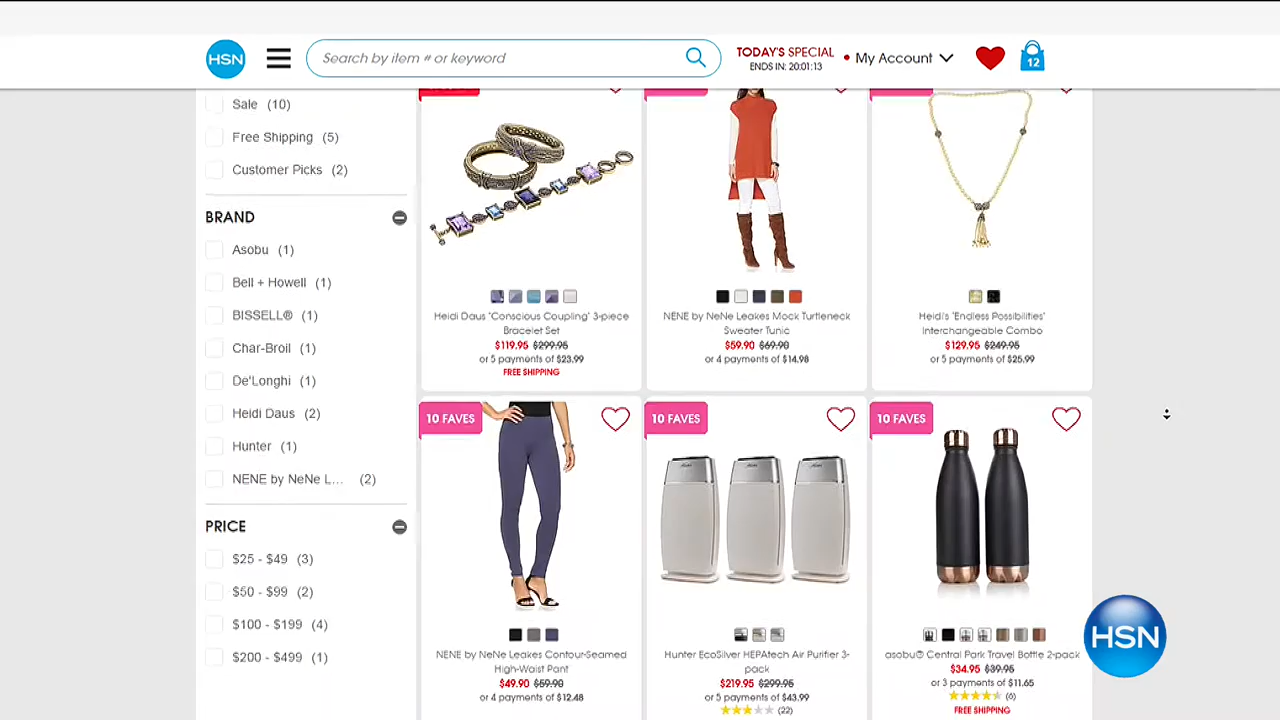 HSN
Search by item # or keyword
TODAY'S SPECIAL
ENDS IN: 20:01:13
My Account
12
Sale (10)
Free Shipping (5)
Customer Picks (2)
BRAND
Asobu (1)
Bell + Howell (1)
BISSELL® (1)
Char-Broil (1)
De'Longhi (1)
Heidi Daus (2)
Hunter (1)
NENE by NeNe L... (2)
PRICE
$25 - $49 (3)
$50 - $99 (2)
$100 - $199 (4)
$200 - $499 (1)
Heidi Daus "Conscious Coupling" 3-piece
Bracelet Set
$119.95 $299.95
or 5 payments of $23.99
FREE SHIPPING
NENE by NeNe Leakes Mock Turtleneck
Sweater Tunic
$59.90 $69.90
or 4 payments of $14.98
Heidi's "Endless Possibilities"
Interchangeable Combo
$129.95 $249.95
or 5 payments of $25.99
10 FAVES
NENE by NeNe Leakes Contour-Seamed
High-Waist Pant
$49.90 $59.90
or 4 payments of $12.48
10 FAVES
Hunter EcoSilver HEPAtech Air Purifier 3-
pack
$219.95 $299.95
or 5 payments of $43.99
(22)
10 FAVES
asobu® Central Park Travel Bottle 2-pack
$34.95 $39.95
or 3 payments of $11.65
(6)
FREE SHIPPING
HSN